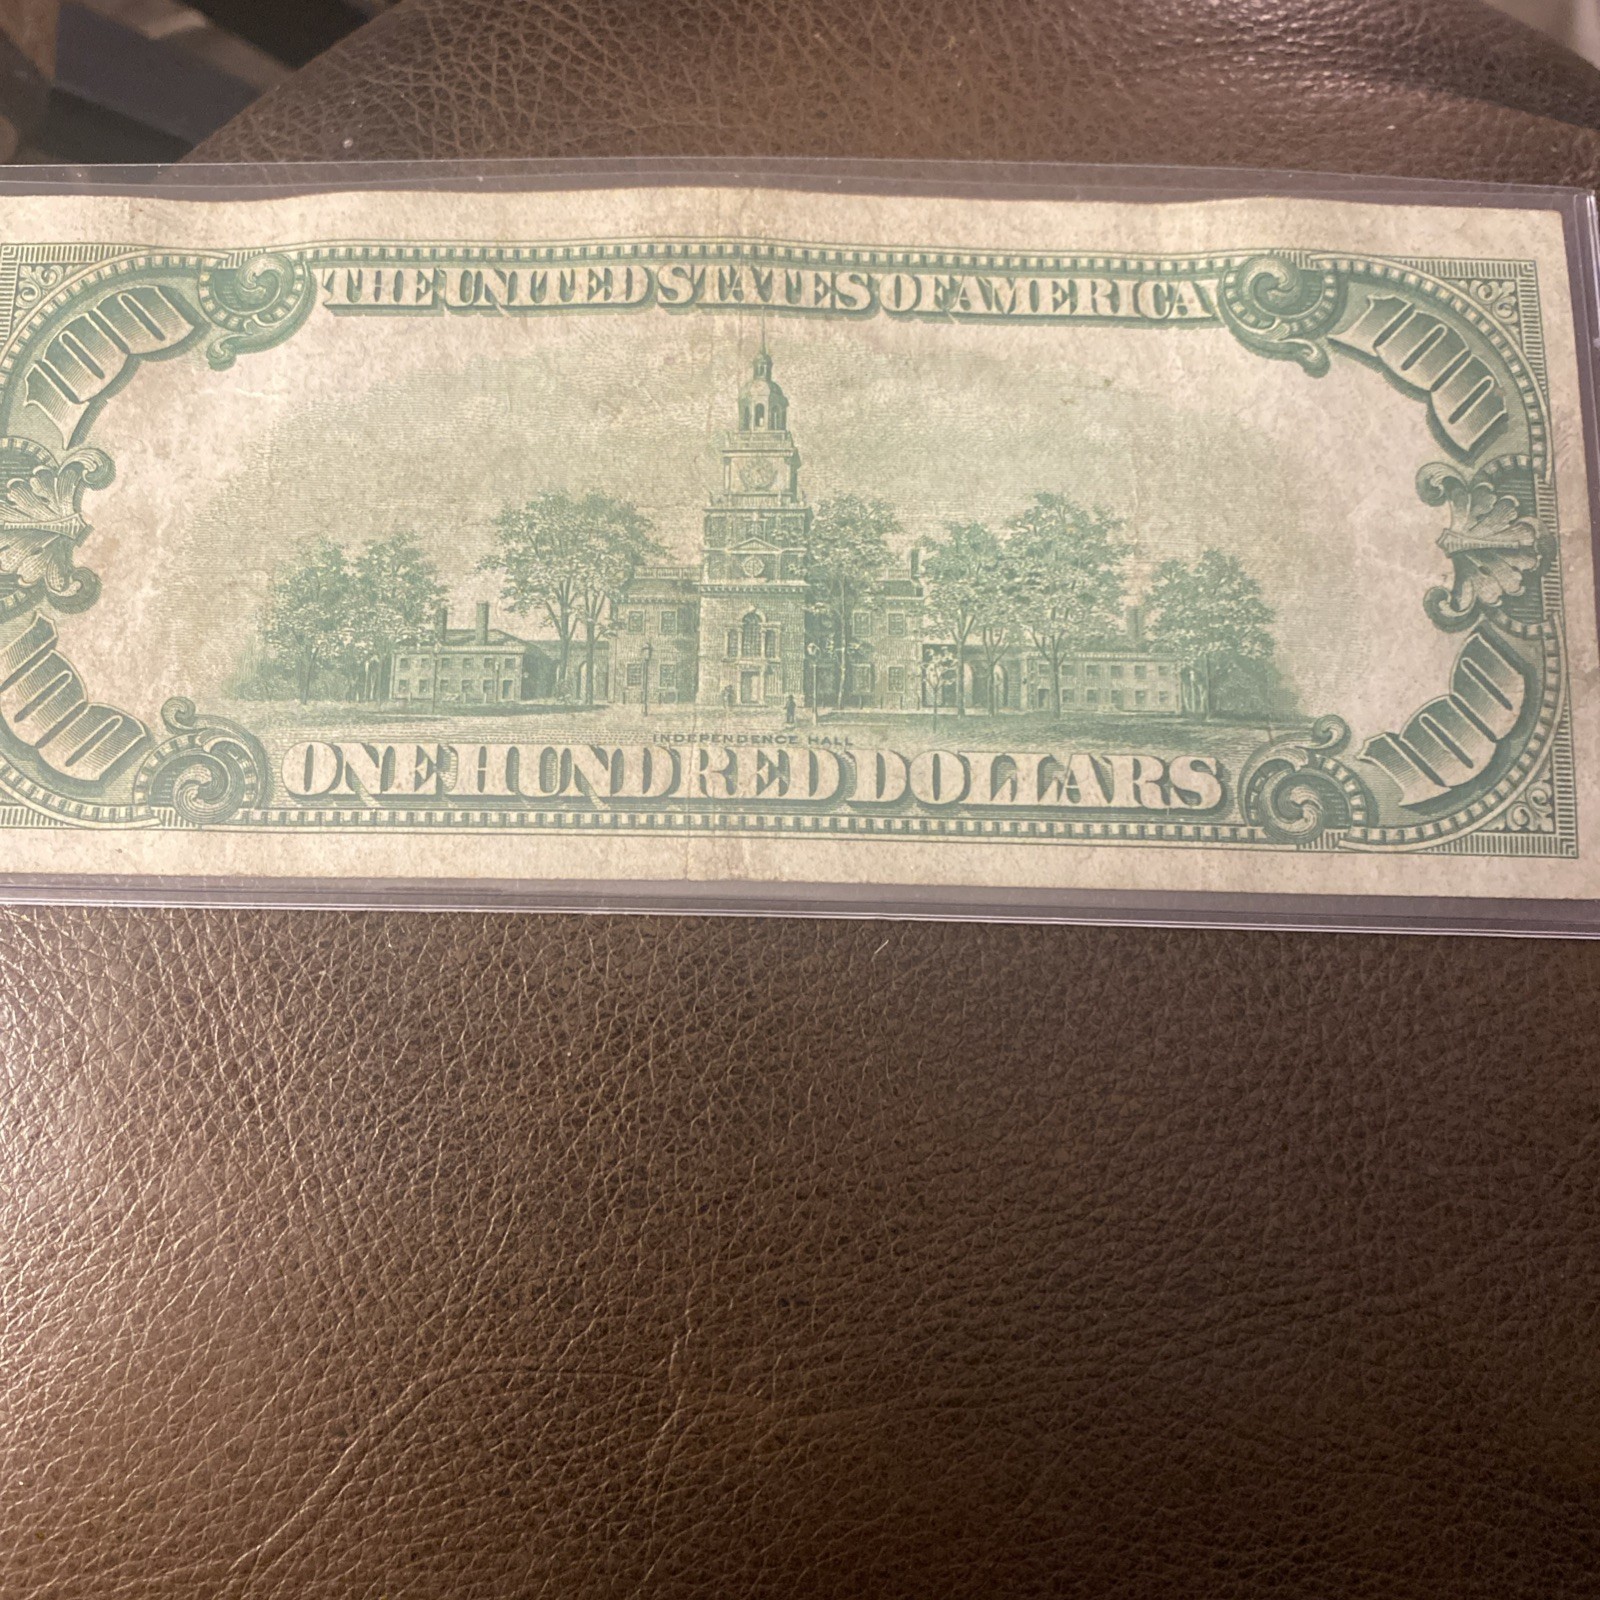 100 THE UNITED STATES OF AMERICA 100
INDEPENDENCE HALL
100 ONE HUNDRED DOLLARS 100